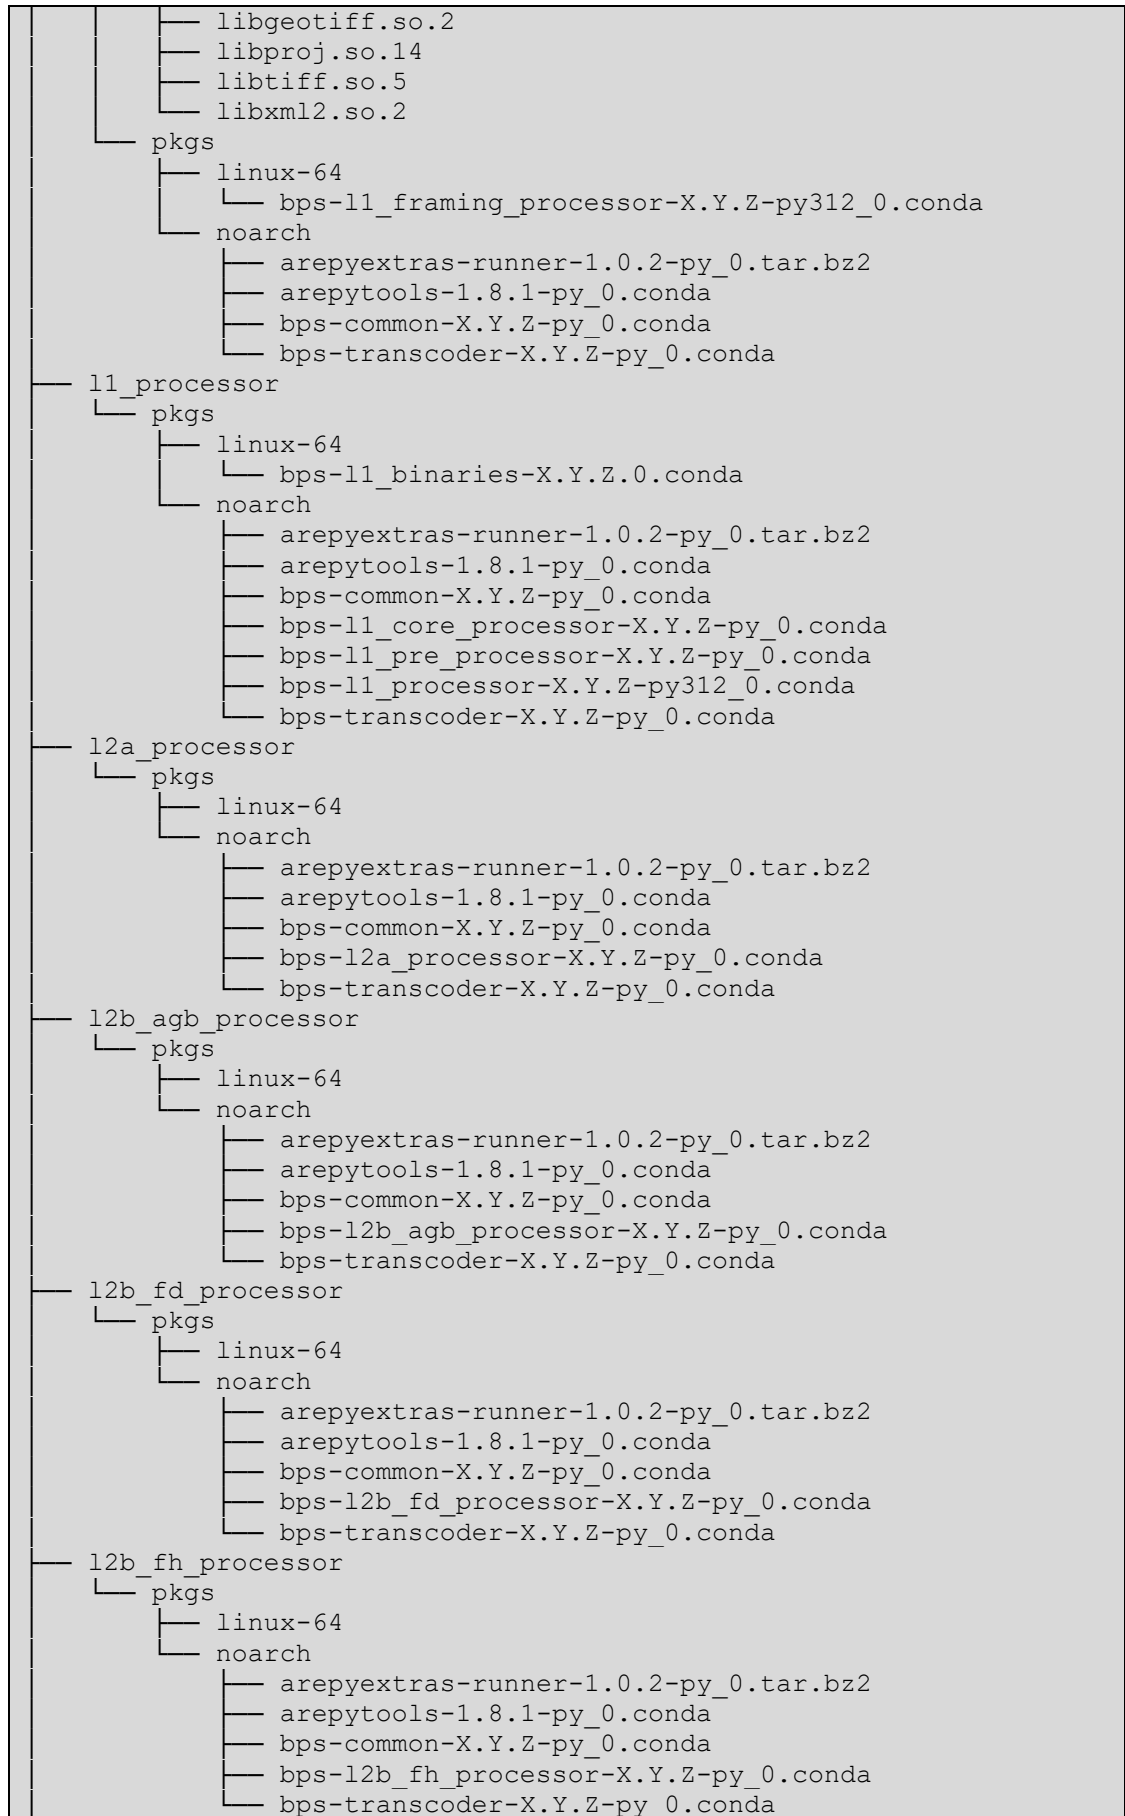 │   │   ├── libgeotiff.so.2
│   │   ├── libproj.so.14
│   │   ├── libtiff.so.5
│   │   └── libxml2.so.2
│   └── pkgs
│       ├── linux-64
│       │   └── bps-l1_framing_processor-X.Y.Z-py312_0.conda
│       └── noarch
│           ├── arepyextras-runner-1.0.2-py_0.tar.bz2
│           ├── arepytools-1.8.1-py_0.conda
│           ├── bps-common-X.Y.Z-py_0.conda
│           └── bps-transcoder-X.Y.Z-py_0.conda
├── l1_processor
│   └── pkgs
│       ├── linux-64
│       │   └── bps-l1_binaries-X.Y.Z.0.conda
│       └── noarch
│           ├── arepyextras-runner-1.0.2-py_0.tar.bz2
│           ├── arepytools-1.8.1-py_0.conda
│           ├── bps-common-X.Y.Z-py_0.conda
│           ├── bps-l1_core_processor-X.Y.Z-py_0.conda
│           ├── bps-l1_pre_processor-X.Y.Z-py_0.conda
│           ├── bps-l1_processor-X.Y.Z-py312_0.conda
│           └── bps-transcoder-X.Y.Z-py_0.conda
├── l2a_processor
│   └── pkgs
│       ├── linux-64
│       └── noarch
│           ├── arepyextras-runner-1.0.2-py_0.tar.bz2
│           ├── arepytools-1.8.1-py_0.conda
│           ├── bps-common-X.Y.Z-py_0.conda
│           ├── bps-l2a_processor-X.Y.Z-py_0.conda
│           └── bps-transcoder-X.Y.Z-py_0.conda
├── l2b_agb_processor
│   └── pkgs
│       ├── linux-64
│       └── noarch
│           ├── arepyextras-runner-1.0.2-py_0.tar.bz2
│           ├── arepytools-1.8.1-py_0.conda
│           ├── bps-common-X.Y.Z-py_0.conda
│           ├── bps-l2b_agb_processor-X.Y.Z-py_0.conda
│           └── bps-transcoder-X.Y.Z-py_0.conda
├── l2b_fd_processor
│   └── pkgs
│       ├── linux-64
│       └── noarch
│           ├── arepyextras-runner-1.0.2-py_0.tar.bz2
│           ├── arepytools-1.8.1-py_0.conda
│           ├── bps-common-X.Y.Z-py_0.conda
│           ├── bps-l2b_fd_processor-X.Y.Z-py_0.conda
│           └── bps-transcoder-X.Y.Z-py_0.conda
├── l2b_fh_processor
│   └── pkgs
│       ├── linux-64
│       └── noarch
│           ├── arepyextras-runner-1.0.2-py_0.tar.bz2
│           ├── arepytools-1.8.1-py_0.conda
│           ├── bps-common-X.Y.Z-py_0.conda
│           ├── bps-l2b_fh_processor-X.Y.Z-py_0.conda
│           └── bps-transcoder-X.Y.Z-py_0.conda